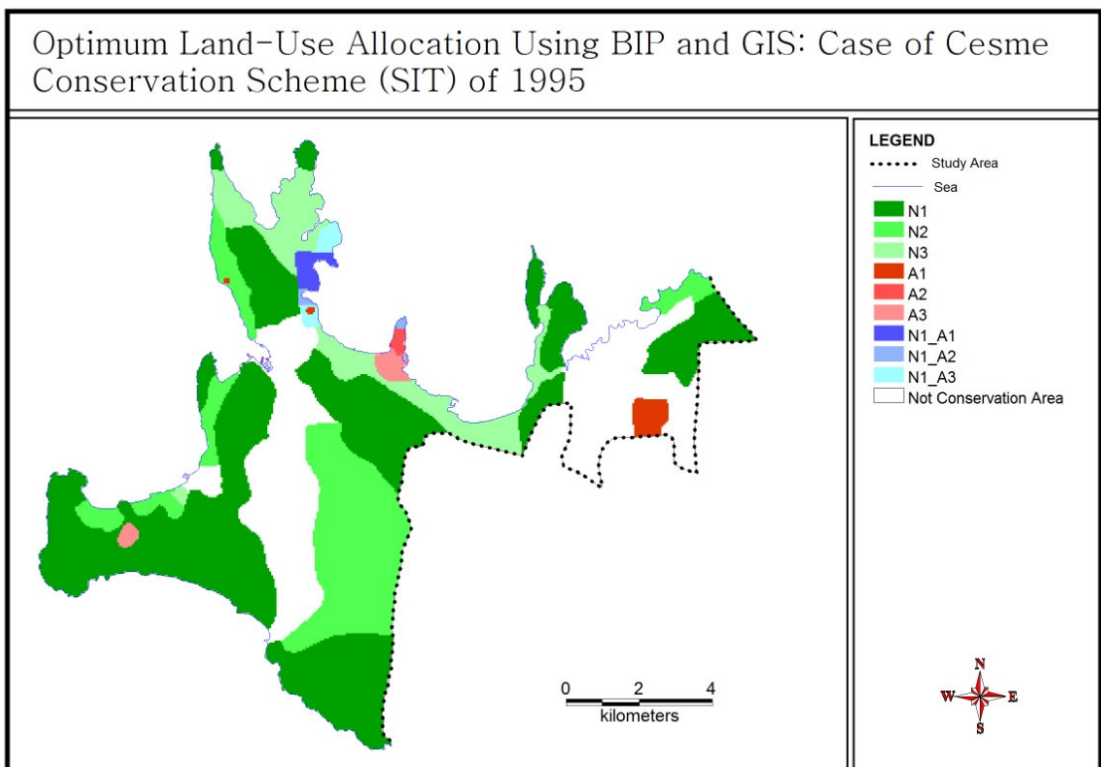 Optimum Land-Use Allocation Using BIP and GIS: Case of Cesme
Conservation Scheme (SIT) of 1995
LEGEND
Study Area
Sea
N1
N2
N3
A1
A2
A3
N1_A1
N1_A2
N1_A3
Not Conservation Area
0 2 4
kilometers
N
W E
S